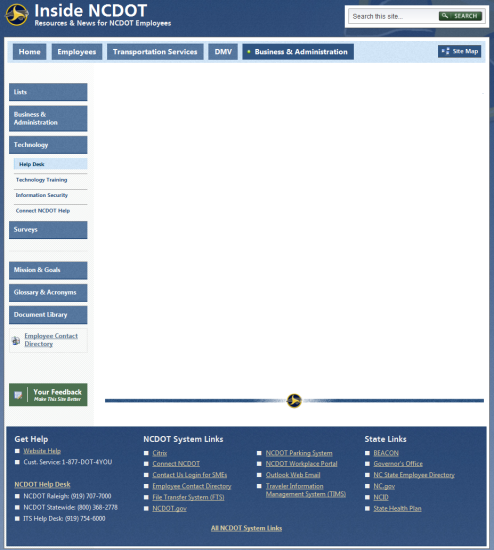 Inside NCDOT
Resources & News for NCDOT Employees
Search this site...
SEARCH
Home
Employees
Transportation Services
DMV
Business & Administration
Site Map
Lists
Business &
Administration
Technology
Help Desk
Technology Training
Information Security
Connect NCDOT Help
Surveys
Mission & Goals
Glossary & Acronyms
Document Library
Employee Contact
Directory
Your Feedback
Make This Site Better
Get Help
Website Help
Cust. Service: 1-877-DOT-4YOU
NCDOT Help Desk
NCDOT Raleigh: (919) 707-7000
NCDOT Statewide: (800) 368-2778
ITS Help Desk: (919) 754-6000
NCDOT System Links
Citrix
Connect NCDOT
Contact Us Login for SMEs
Employee Contact Directory
File Transfer System (FTS)
NCDOT.gov
NCDOT Parking System
NCDOT Workplace Portal
Outlook Web Email
Traveler Information
Management System (TIMS)
All NCDOT System Links
State Links
BEACON
Governor's Office
NC State Employee Directory
NC.gov
NCID
State Health Plan